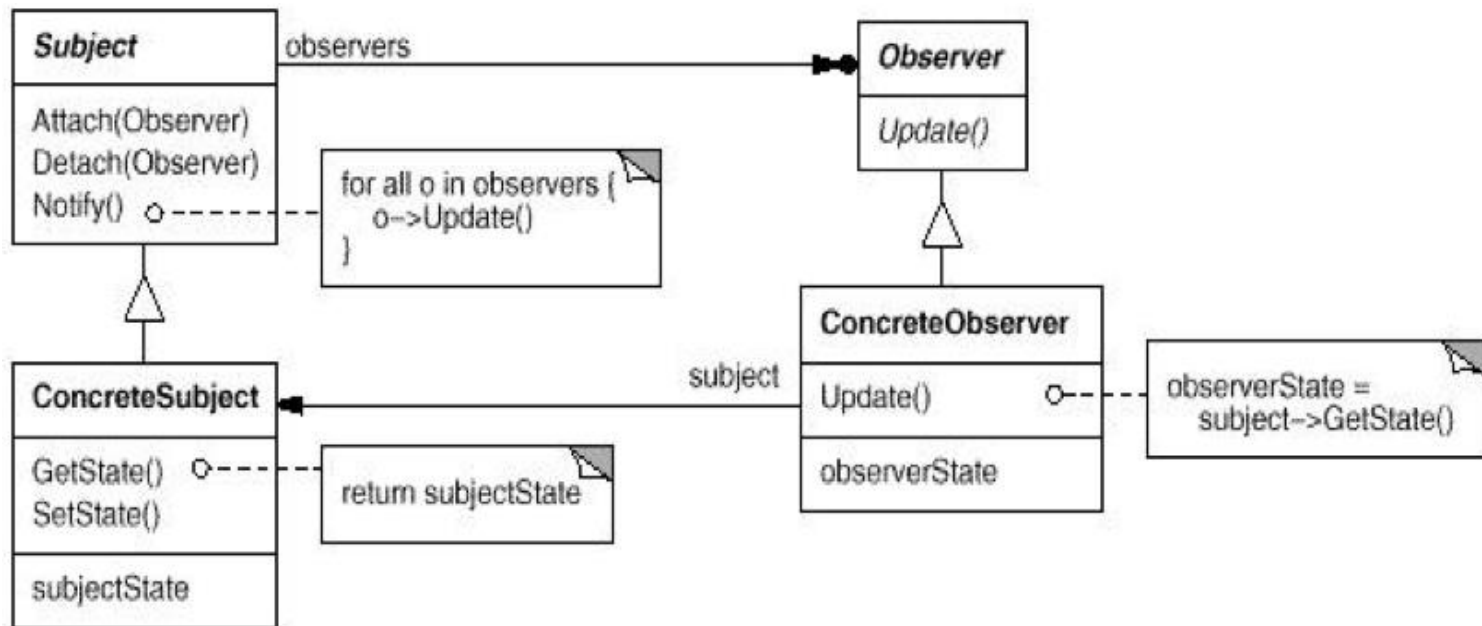 Subject
Attach(Observer)
Detach(Observer)
Notify()
observers
Observer
Update()
for all o in observers {
o->Update()
}
ConcreteSubject
GetState()
SetState()
subjectState
return subjectState
subject
ConcreteObserver
Update()
observerState
observerState =
subject->GetState()